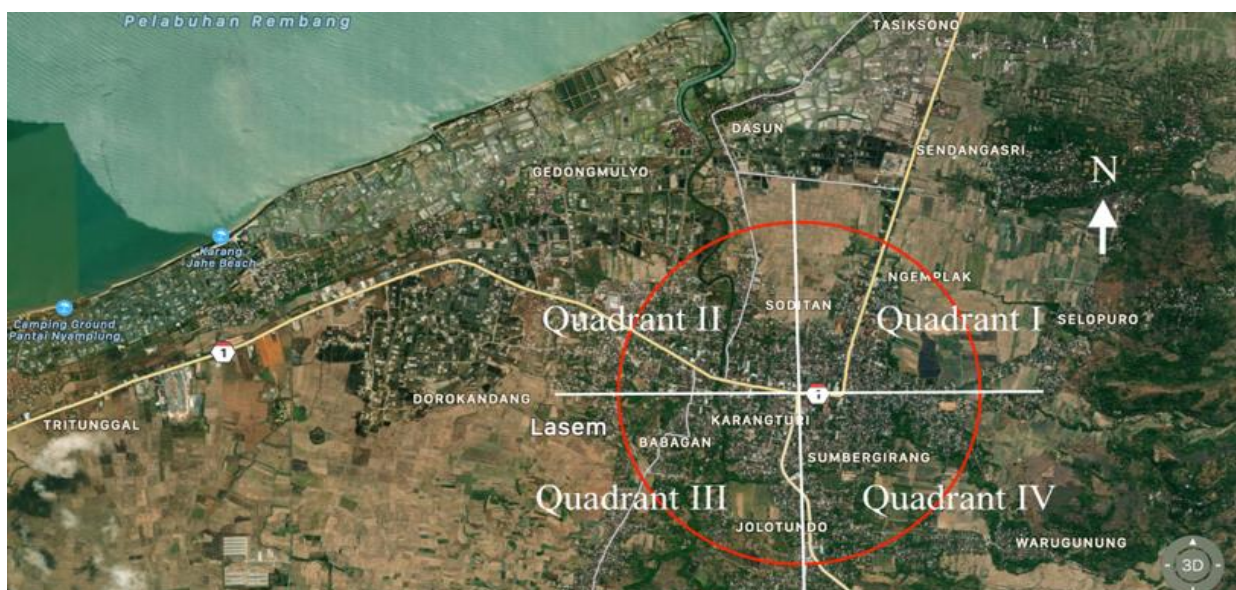 Pelabuhan Rembang
TASIKSONO
DASUN
SENDANGASRI
GEDONGMULYO
N
Karang
Jahe Beach
NGEMPLAK
SODITAN
Camping Ground
Pantai Nyamplung
Quadrant II
Quadrant I
SELOPURO
1
1
DOROKANDANG
TRITUNGGAL
Lasem
KARANGTURI
BABAGAN
SUMBERGIRANG
Quadrant III
Quadrant IV
JOLOTUNDO
WARUGUNUNG
3D